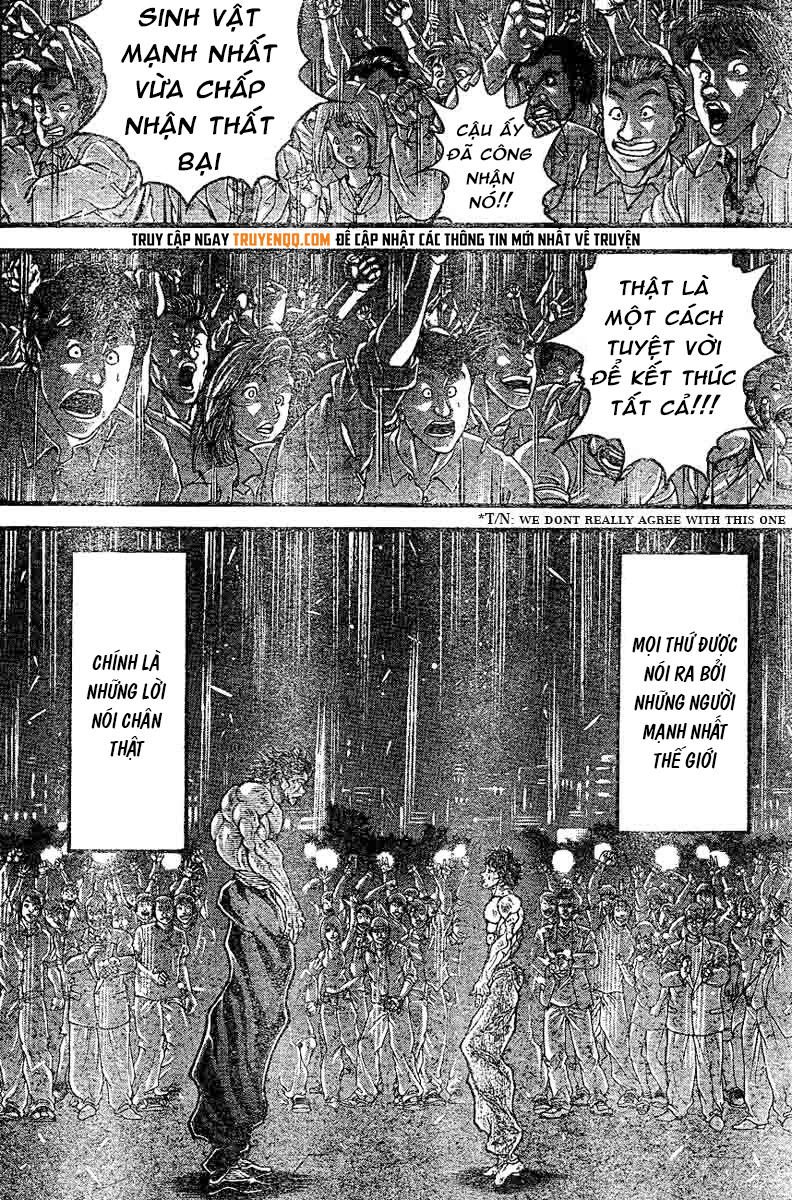 SINH VẬT
MẠNH NHẤT
VỪA CHẤP
NHẬN THẤT
BẠI
CẬU ẤY
ĐÃ CÔNG
NHẬN
NÓ!!
TRUY CẬP NGAY TRUYENQQ.COM ĐỂ CẬP NHẬT CÁC THÔNG TIN MỚI NHẤT VỀ TRUYỆN
THẬT LÀ
MỘT CÁCH
TUYỆT VỜI
ĐỂ KẾT THÚC
TẤT CẢ!!!
*T/N: WE DONT REALLY AGREE WITH THIS ONE
MỌI THỨ ĐƯỢC
NÓI RA BỞI
NHỮNG NGƯỜI
MẠNH NHẤT
THẾ GIỚI
CHÍNH LÀ
NHỮNG LỜI
NÓI CHÂN
THẬT